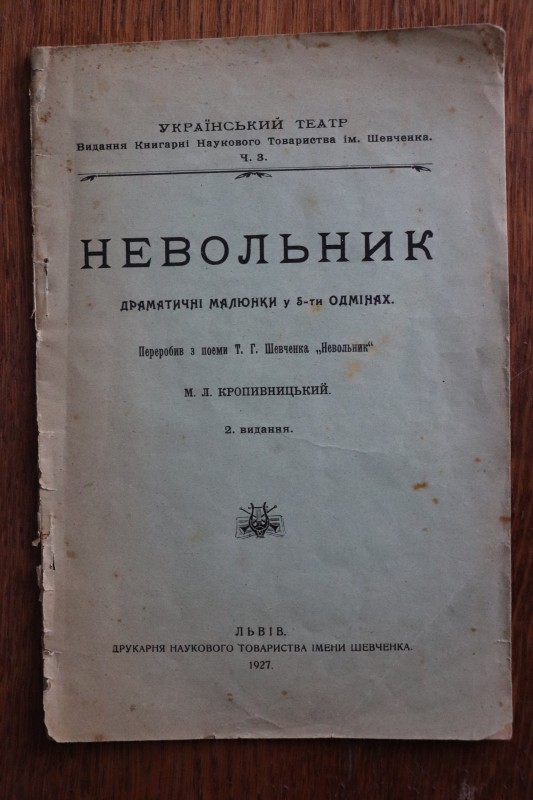 УКРАЇНСЬКИЙ ТЕАТР
Видання Книгарні Наукового Товариства ім. Шевченка.
Ч. 3.
НЕВОЛЬНИК
ДРАМАТИЧНІ МАЛЮНКИ у 5-ти ОДМІНАХ.
Переробив з поеми Т. Г. Шевченка „Невольник“
М. Л. КРОПИВНИЦЬКИЙ.
2. видання.
ЛЬВІВ.
ДРУКАРНЯ НАУКОВОГО ТОВАРИСТВА ІМЕНИ ШЕВЧЕНКА.
1927.